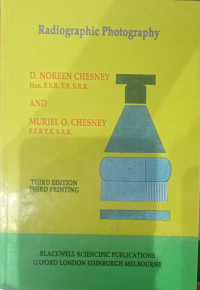 Radiographic Photography
D. NOREEN CHESNEY
Hon. F.S.R. T.E. S.R.R.
AND
MURIEL O. CHESNEY
F.S.R T.E. S.R.R.
THIRD EDITION
THIRD PRINTING
BLACKWELL SCIENTIFIC PUBLICATIONS
OXFORD LONDON EDINBURGH MELBOURNE